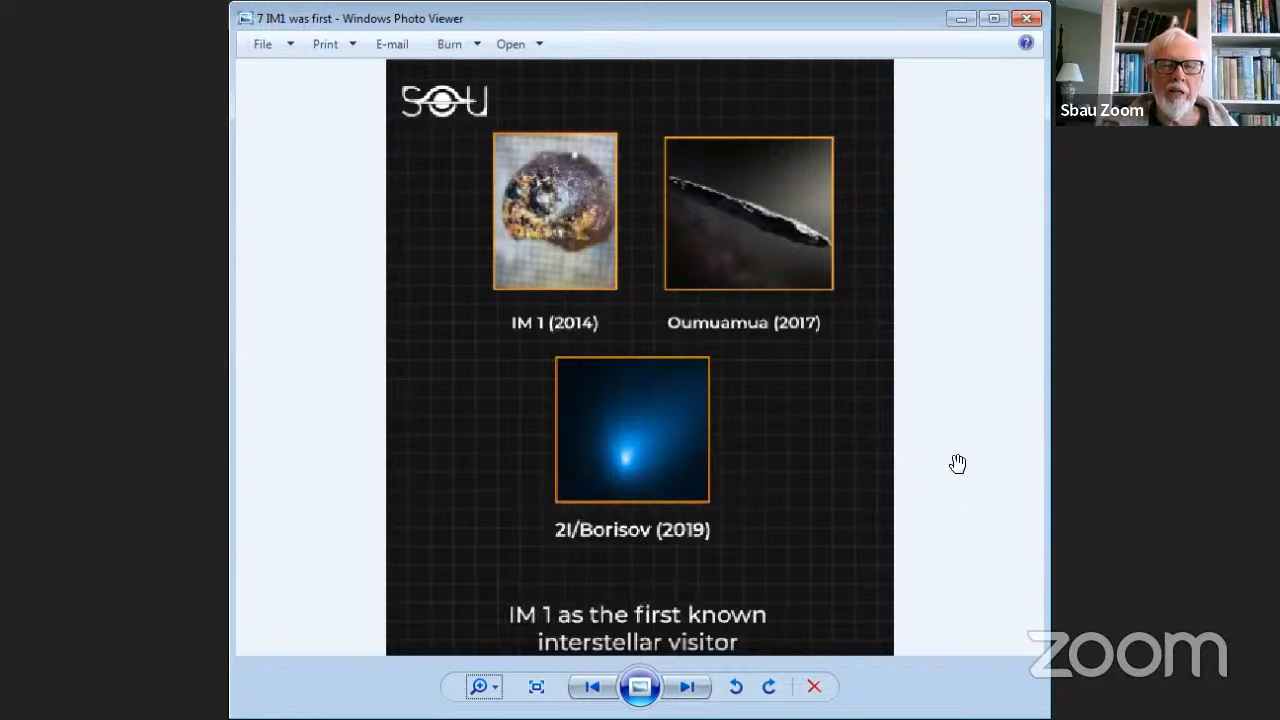 7 IM1 was first - Windows Photo Viewer
File Print E-mail Burn Open
Sbau Zoom
SOU
IM 1 (2014) Oumuamua (2017)
2I/Borisov (2019)
IM 1 as the first known
interstellar visitor
zoom